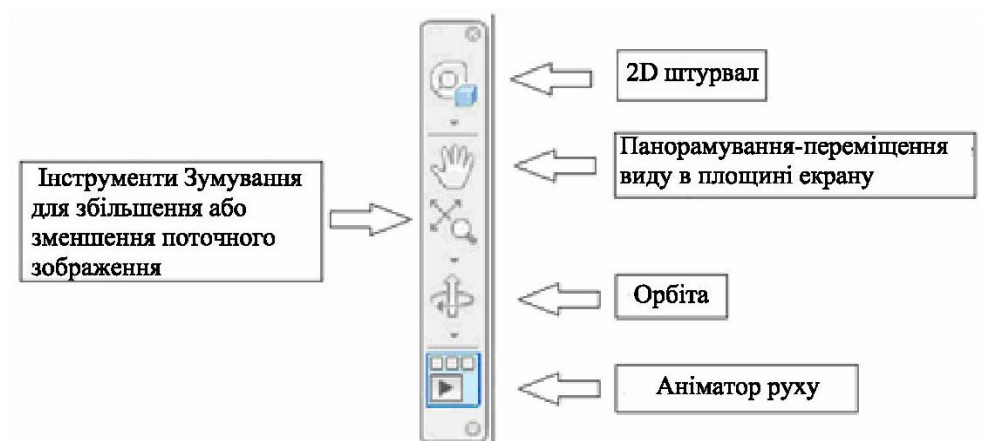 2D штурвал
Панорамування-переміщення
виду в площині екрану
Інструменти Зумування
для збільшення або
зменшення поточного
зображення
Орбіта
Аніматор руху